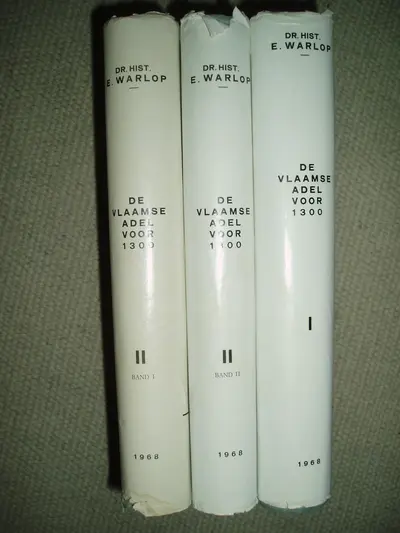 DR. HIST.
E. WARLOP
DE
VLAAMSE
ADEL
VOOR
1300
II
BAND I
1968
DR. HIST.
E. WARLOP
DE
VLAAMSE
ADEL
VOOR
1300
II
BAND II
1968
DR. HIST.
E. WARLOP
DE
VLAAMSE
ADEL
VOOR
1300
I
1968